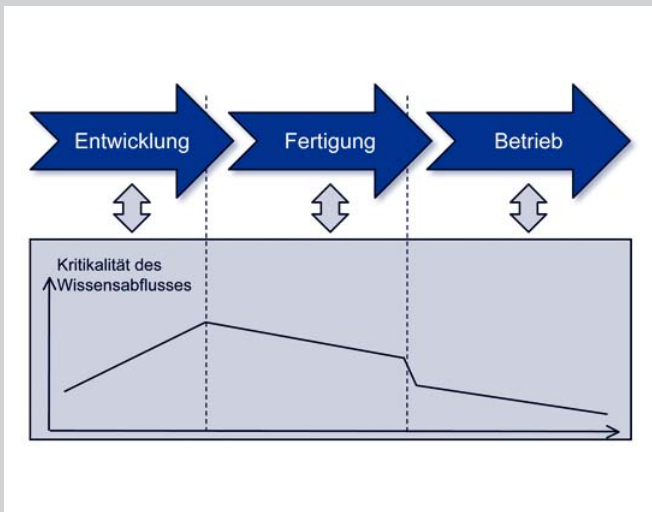 Entwicklung
Fertigung
Betrieb
Kritikalität des
Wissensabflusses